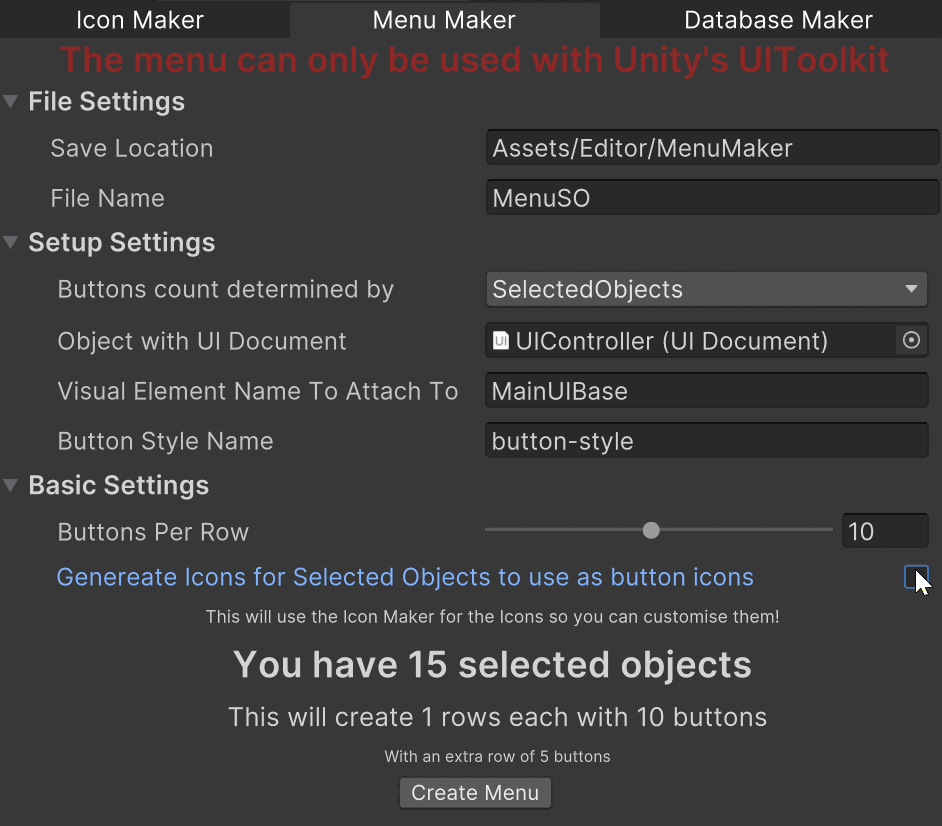 Icon Maker Menu Maker Database Maker
The menu can only be used with Unity's UIToolkit
File Settings
Save Location Assets/Editor/MenuMaker
File Name MenuSO
Setup Settings
Buttons count determined by SelectedObjects
Object with UI Document UI UIController (UI Document)
Visual Element Name To Attach To MainUIBase
Button Style Name button-style
Basic Settings
Buttons Per Row 10
Genereate Icons for Selected Objects to use as button icons
This will use the Icon Maker for the Icons so you can customise them!
You have 15 selected objects
This will create 1 rows each with 10 buttons
With an extra row of 5 buttons
Create Menu